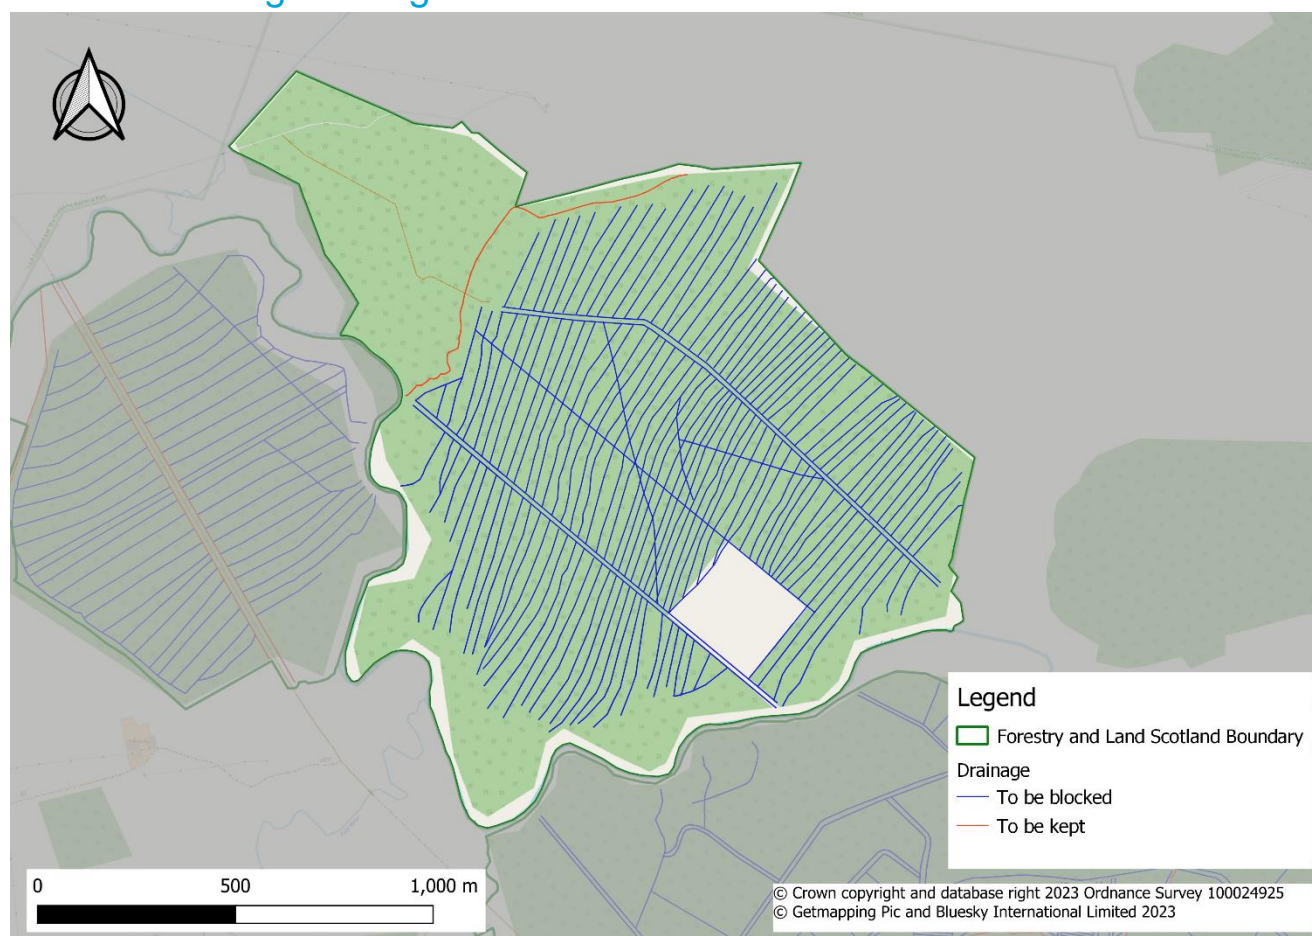 Legend
Forestry and Land Scotland Boundary
Drainage
To be blocked
To be kept
0 500 1,000 m
© Crown copyright and database right 2023 Ordnance Survey 100024925
© Getmapping Pic and Bluesky International Limited 2023